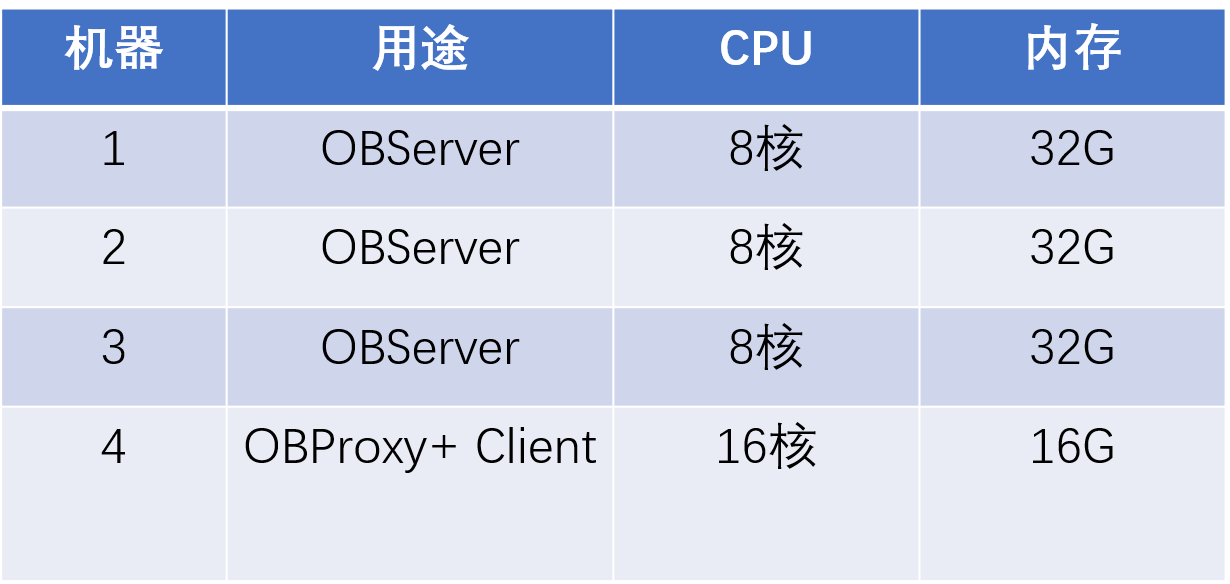 机器 用途 CPU 内存
1 OBServer 8核 32G
2 OBServer 8核 32G
3 OBServer 8核 32G
4 OBProxy+ Client 16核 16G